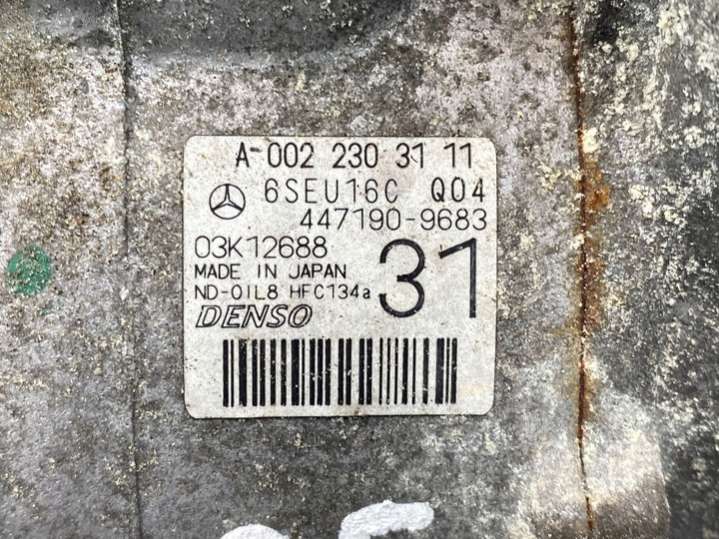 A-002 230 31 11
6SEU16C Q04
447190-9683
03K12688
MADE IN JAPAN
ND-OIL8 HFC134a
31
DENSO